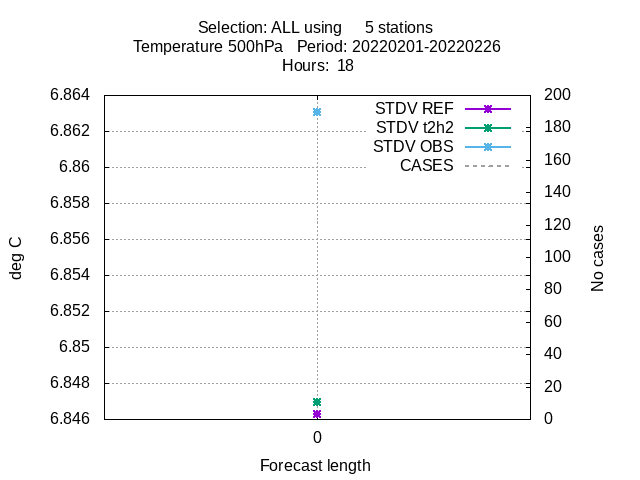 Selection: ALL using     5 stations
Temperature 500hPa   Period: 20220201-20220226
Hours:  18
6.864
6.862
6.86
6.858
6.856
6.854
6.852
6.85
6.848
6.846
deg C
STDV REF
STDV t2h2
STDV OBS
CASES
200
180
160
140
120
100
80
60
40
20
0
No cases
0
Forecast length